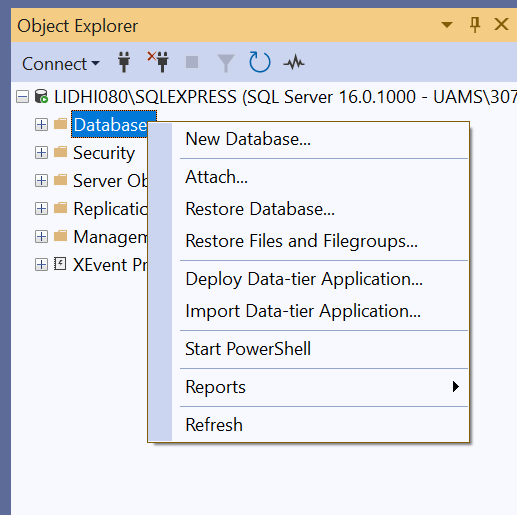 Object Explorer
Connect
LIDHI080\SQLEXPRESS (SQL Server 16.0.1000 - UAMS\307
Database
Security
Server Ob
Replicatio
Managem
XEvent Pr
New Database...
Attach...
Restore Database...
Restore Files and Filegroups...
Deploy Data-tier Application...
Import Data-tier Application...
Start PowerShell
Reports
Refresh